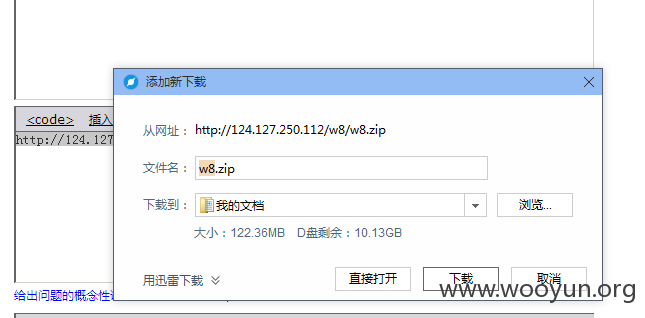 添加新下载
<code> 插入
http://124.127
从网址：http://124.127.250.112/w8/w8.zip
文件名：w8.zip
下载到：我的文档 浏览...
大小：122.36MB D盘剩余：10.13GB
用迅雷下载 直接打开 下载 取消
给出问题的概念性
www.wooyun.org